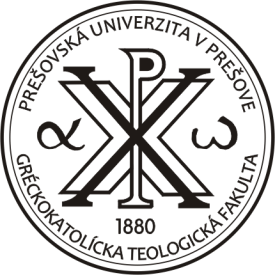 PREŠOVSKÁ UNIVERZITA V PREŠOVE
α ω
1880
GRÉCKOKATOLÍCKA TEOLOGICKÁ FAKULTA